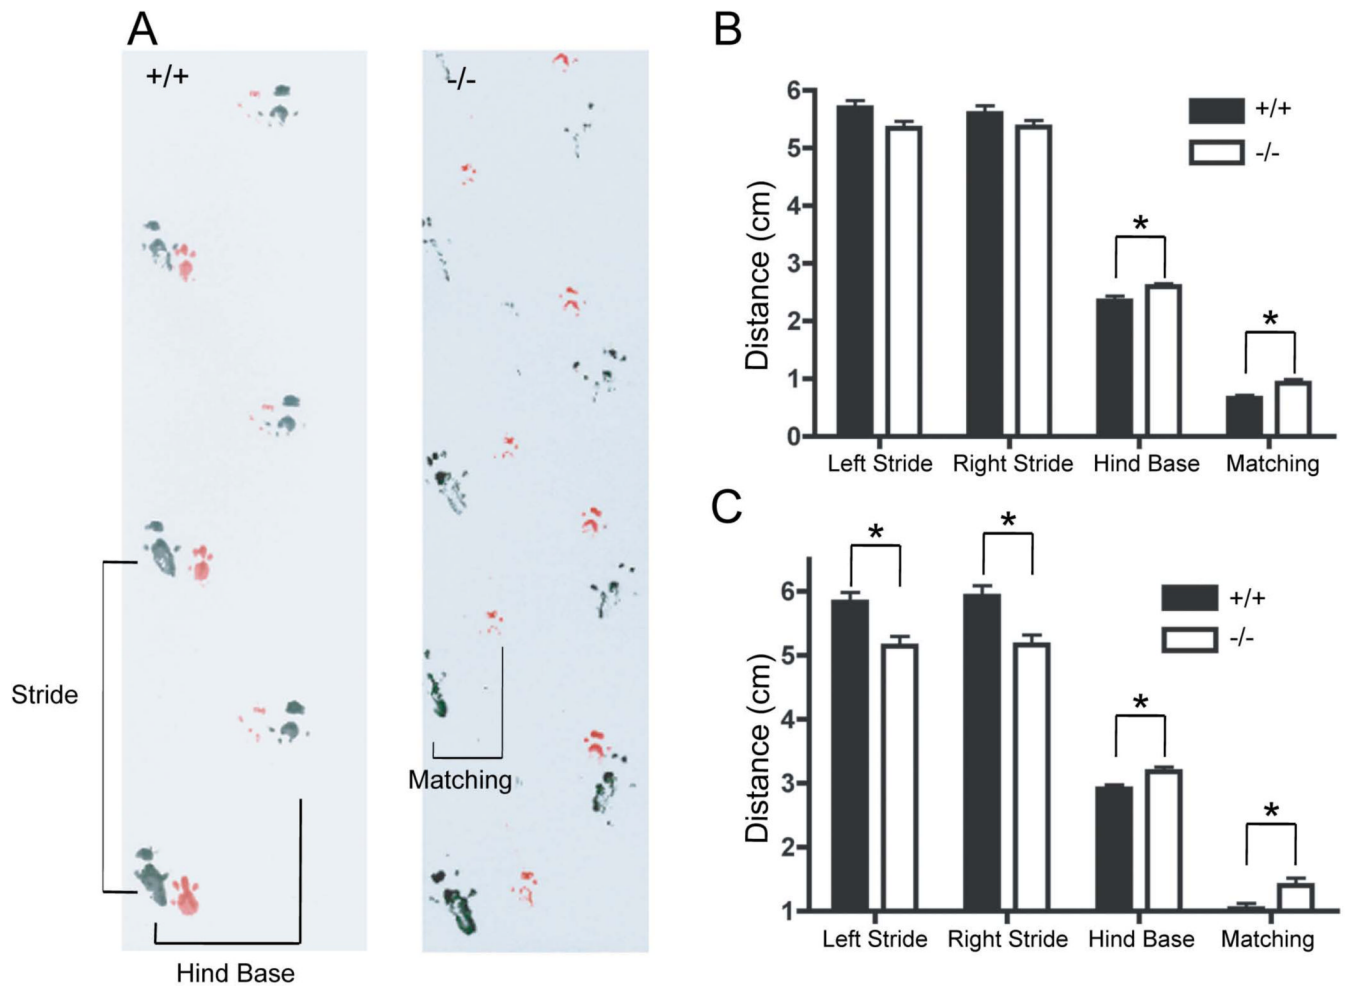 A
+/+
-/-
Stride
Matching
Hind Base
B
Distance (cm)
6
5
4
3
2
1
0
+/+
-/-
*
*
Left Stride Right Stride Hind Base Matching
C
Distance (cm)
6
5
4
3
2
1
+/+
-/-
*
*
*
*
Left Stride Right Stride Hind Base Matching